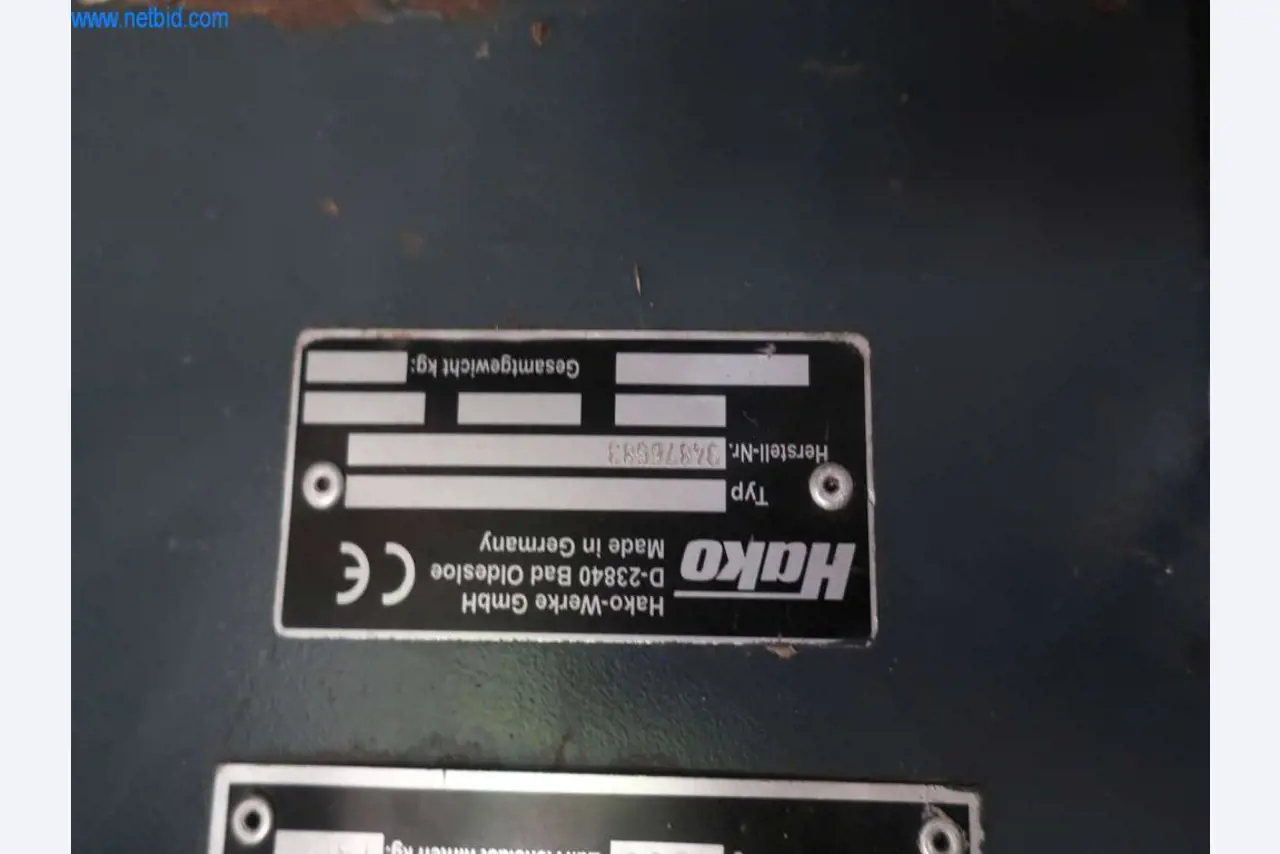 www.netbid.com
Hako
Hako-Werke GmbH
D-23840 Bad Oldesloe
Made in Germany
CE
Typ
Herstell-Nr.
Gesamtgewicht kg: